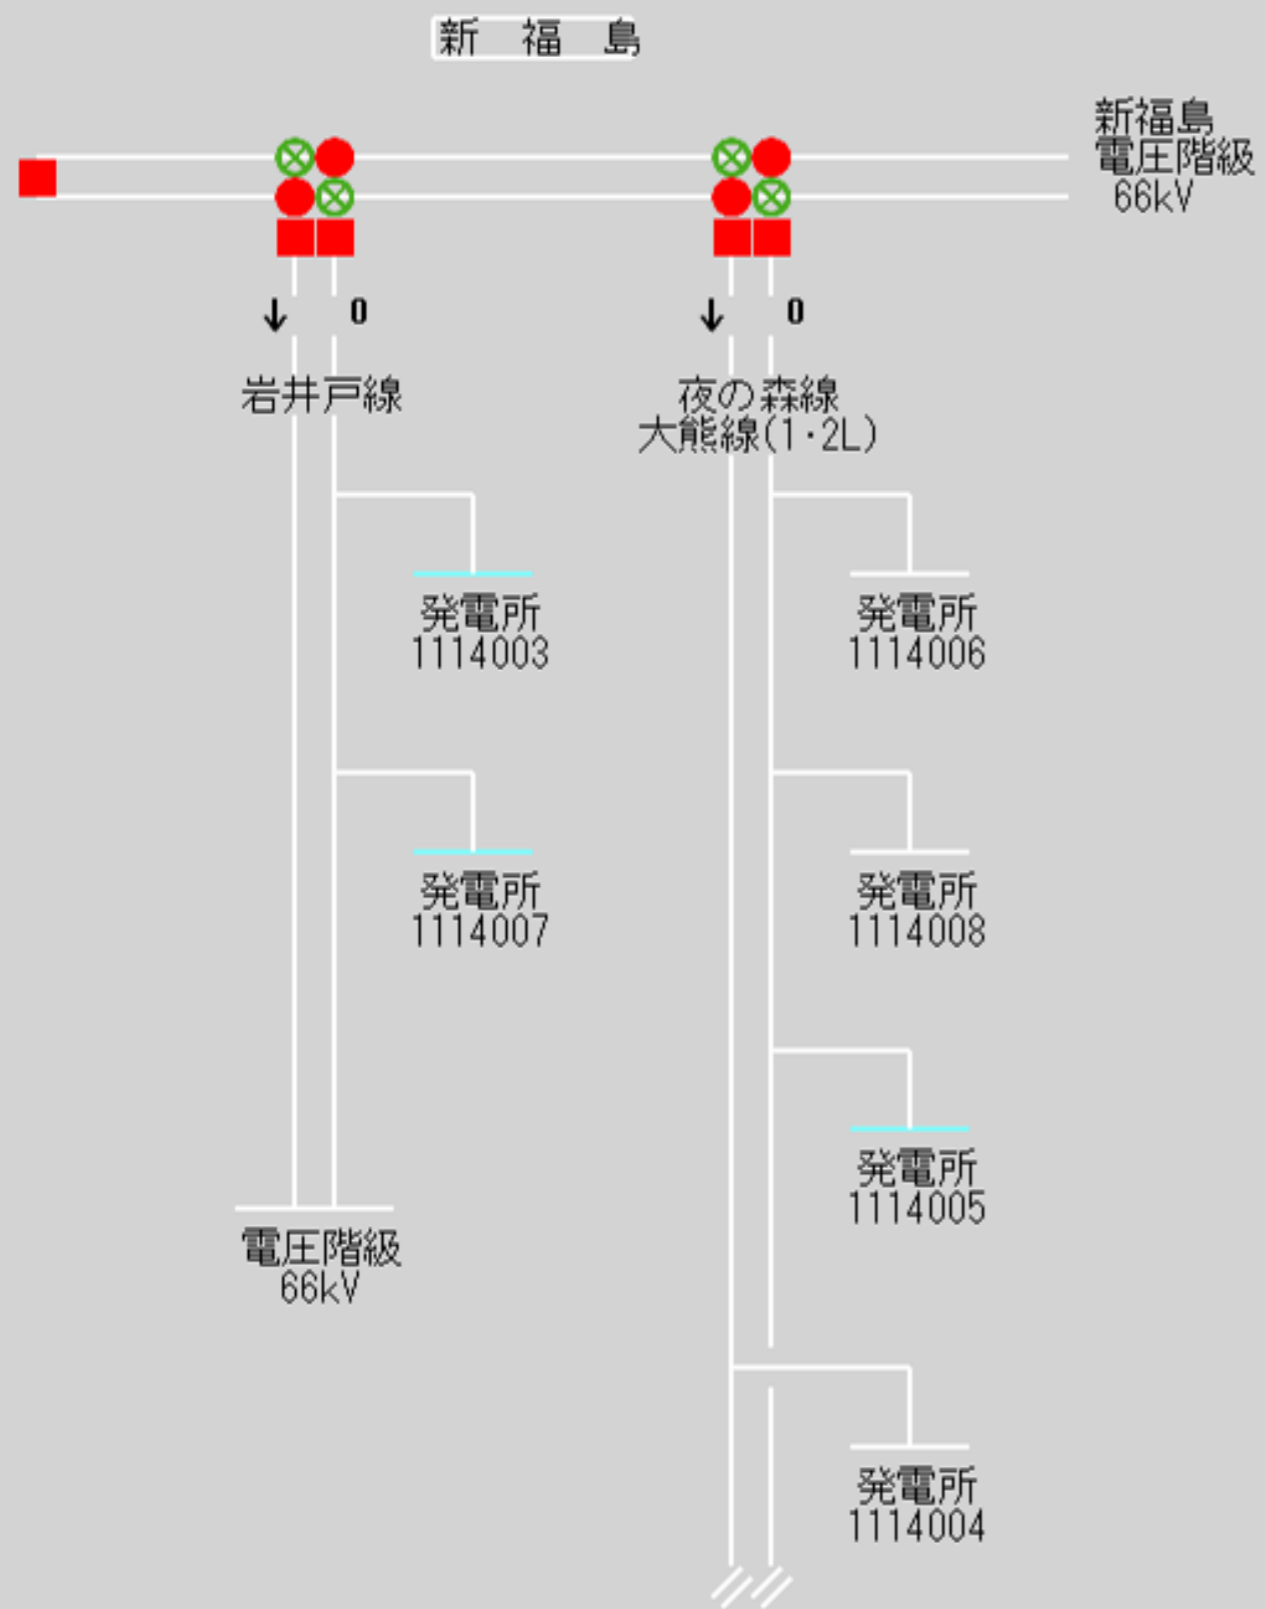 新 福 島
新福島
電圧階級
66kV
↓ 0
↓ 0
岩井戸線
夜の森線
大熊線(1・2L)
発電所
1114003
発電所
1114006
発電所
1114007
発電所
1114008
発電所
1114005
電圧階級
66kV
発電所
1114004